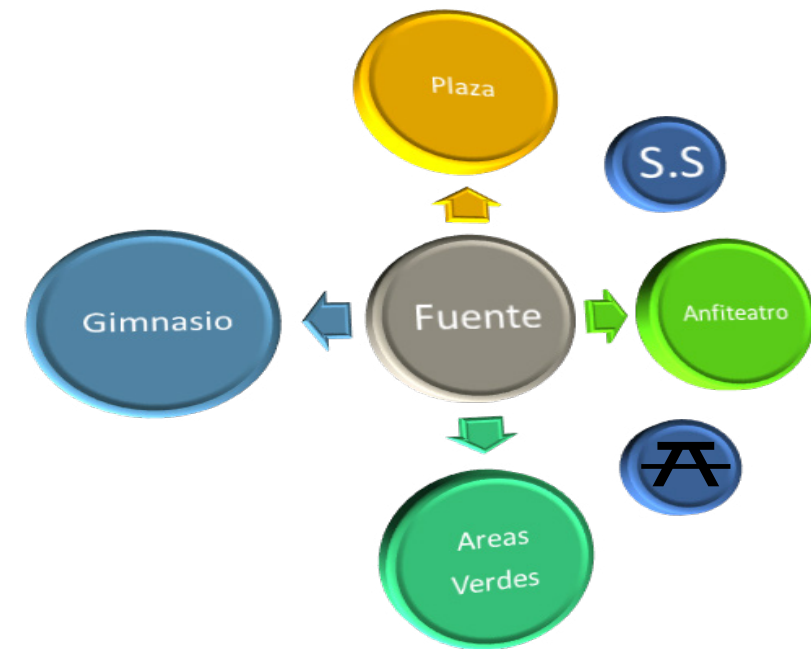 Plaza
S.S
Gimnasio
Fuente
Anfiteatro
Areas
Verdes